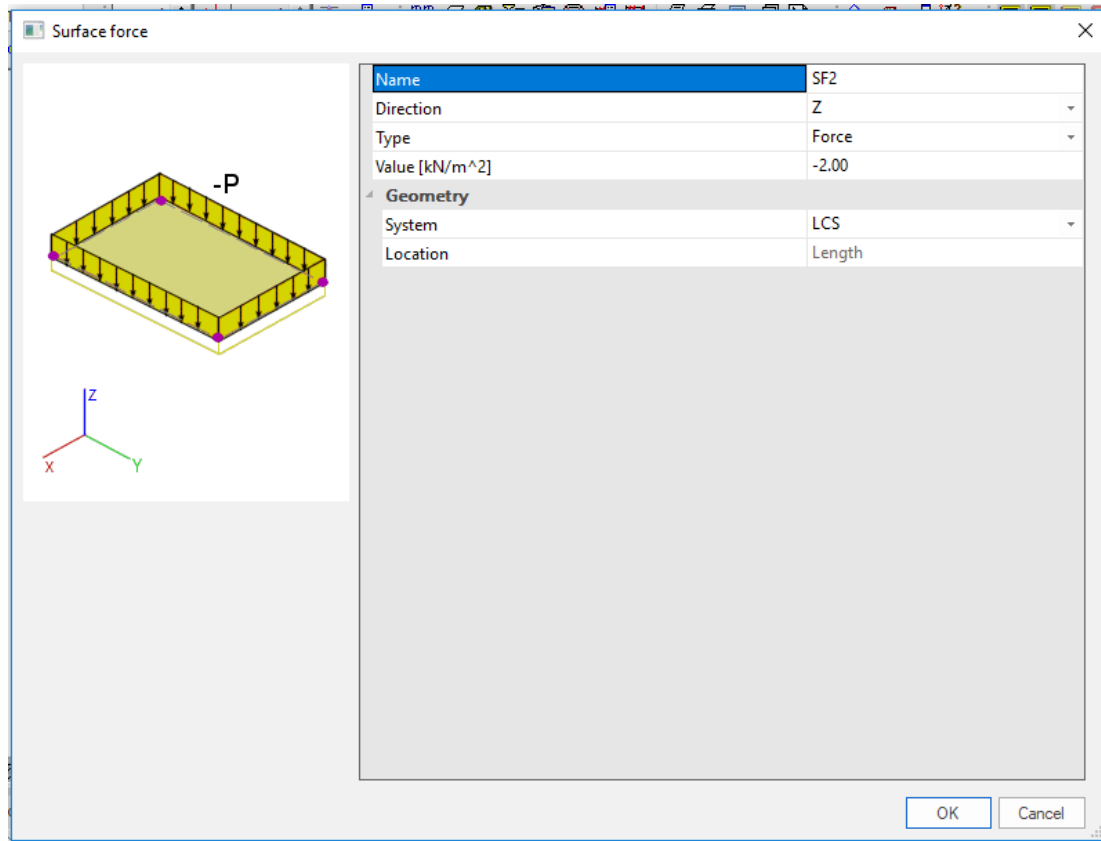 Surface force
Name SF2
Direction Z
Type Force
Value [kN/m^2] -2.00
Geometry
System LCS
Location Length
-P
Z
X Y
OK Cancel